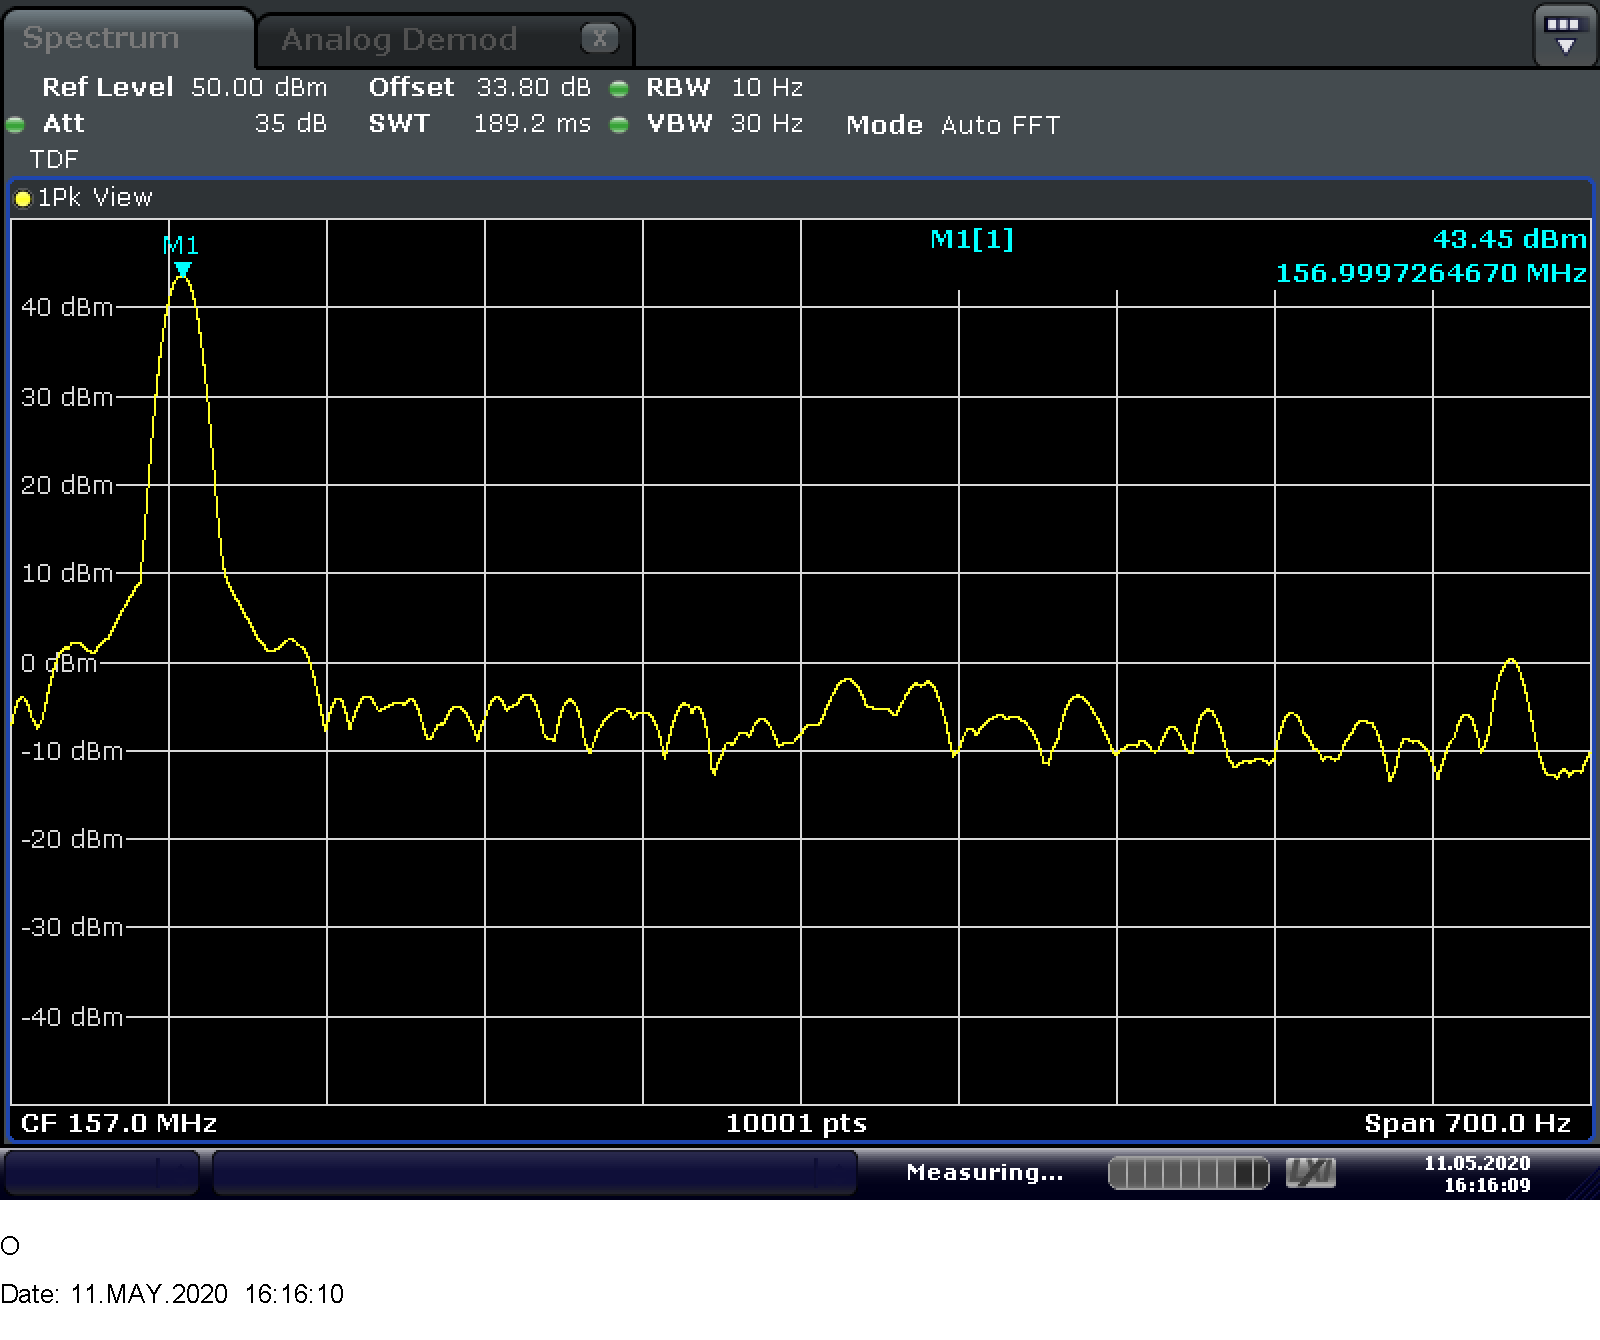 Spectrum
Analog Demod X
Ref Level 50.00 dBm Offset 33.80 dB RBW 10 Hz
Att 35 dB SWT 189.2 ms VBW 30 Hz Mode Auto FFT
TDF
1Pk View
M1[1] 43.45 dBm
156.9997264670 MHz
M1
40 dBm
30 dBm
20 dBm
10 dBm
0 dBm
-10 dBm
-20 dBm
-30 dBm
-40 dBm
CF 157.0 MHz 10001 pts Span 700.0 Hz
Measuring... LXI 11.05.2020
16:16:09
O
Date: 11.MAY.2020 16:16:10